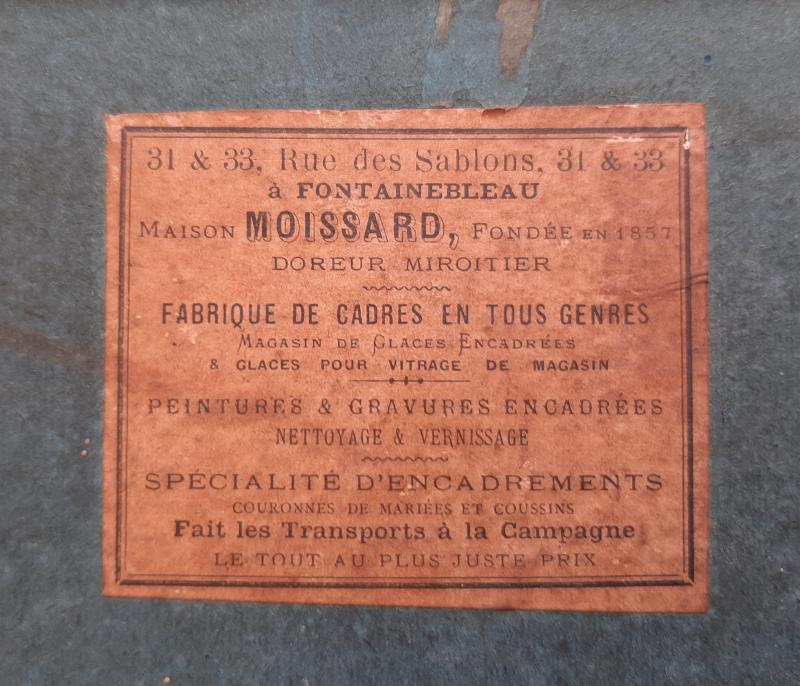 31 & 33, Rue des Sablons, 31 & 33
à FONTAINEBLEAU
MAISON MOISSARD, FONDÉE EN 1857
DOREUR MIROITIER
FABRIQUE DE CADRES EN TOUS GENRES
MAGASIN DE GLACES ENCADRÉES
& GLACES POUR VITRAGE DE MAGASIN
PEINTURES & GRAVURES ENCADRÉES
NETTOYAGE & VERNISSAGE
SPÉCIALITÉ D'ENCADREMENTS
COURONNES DE MARIÉES ET COUSSINS
Fait les Transports à la Campagne
LE TOUT AU PLUS JUSTE PRIX